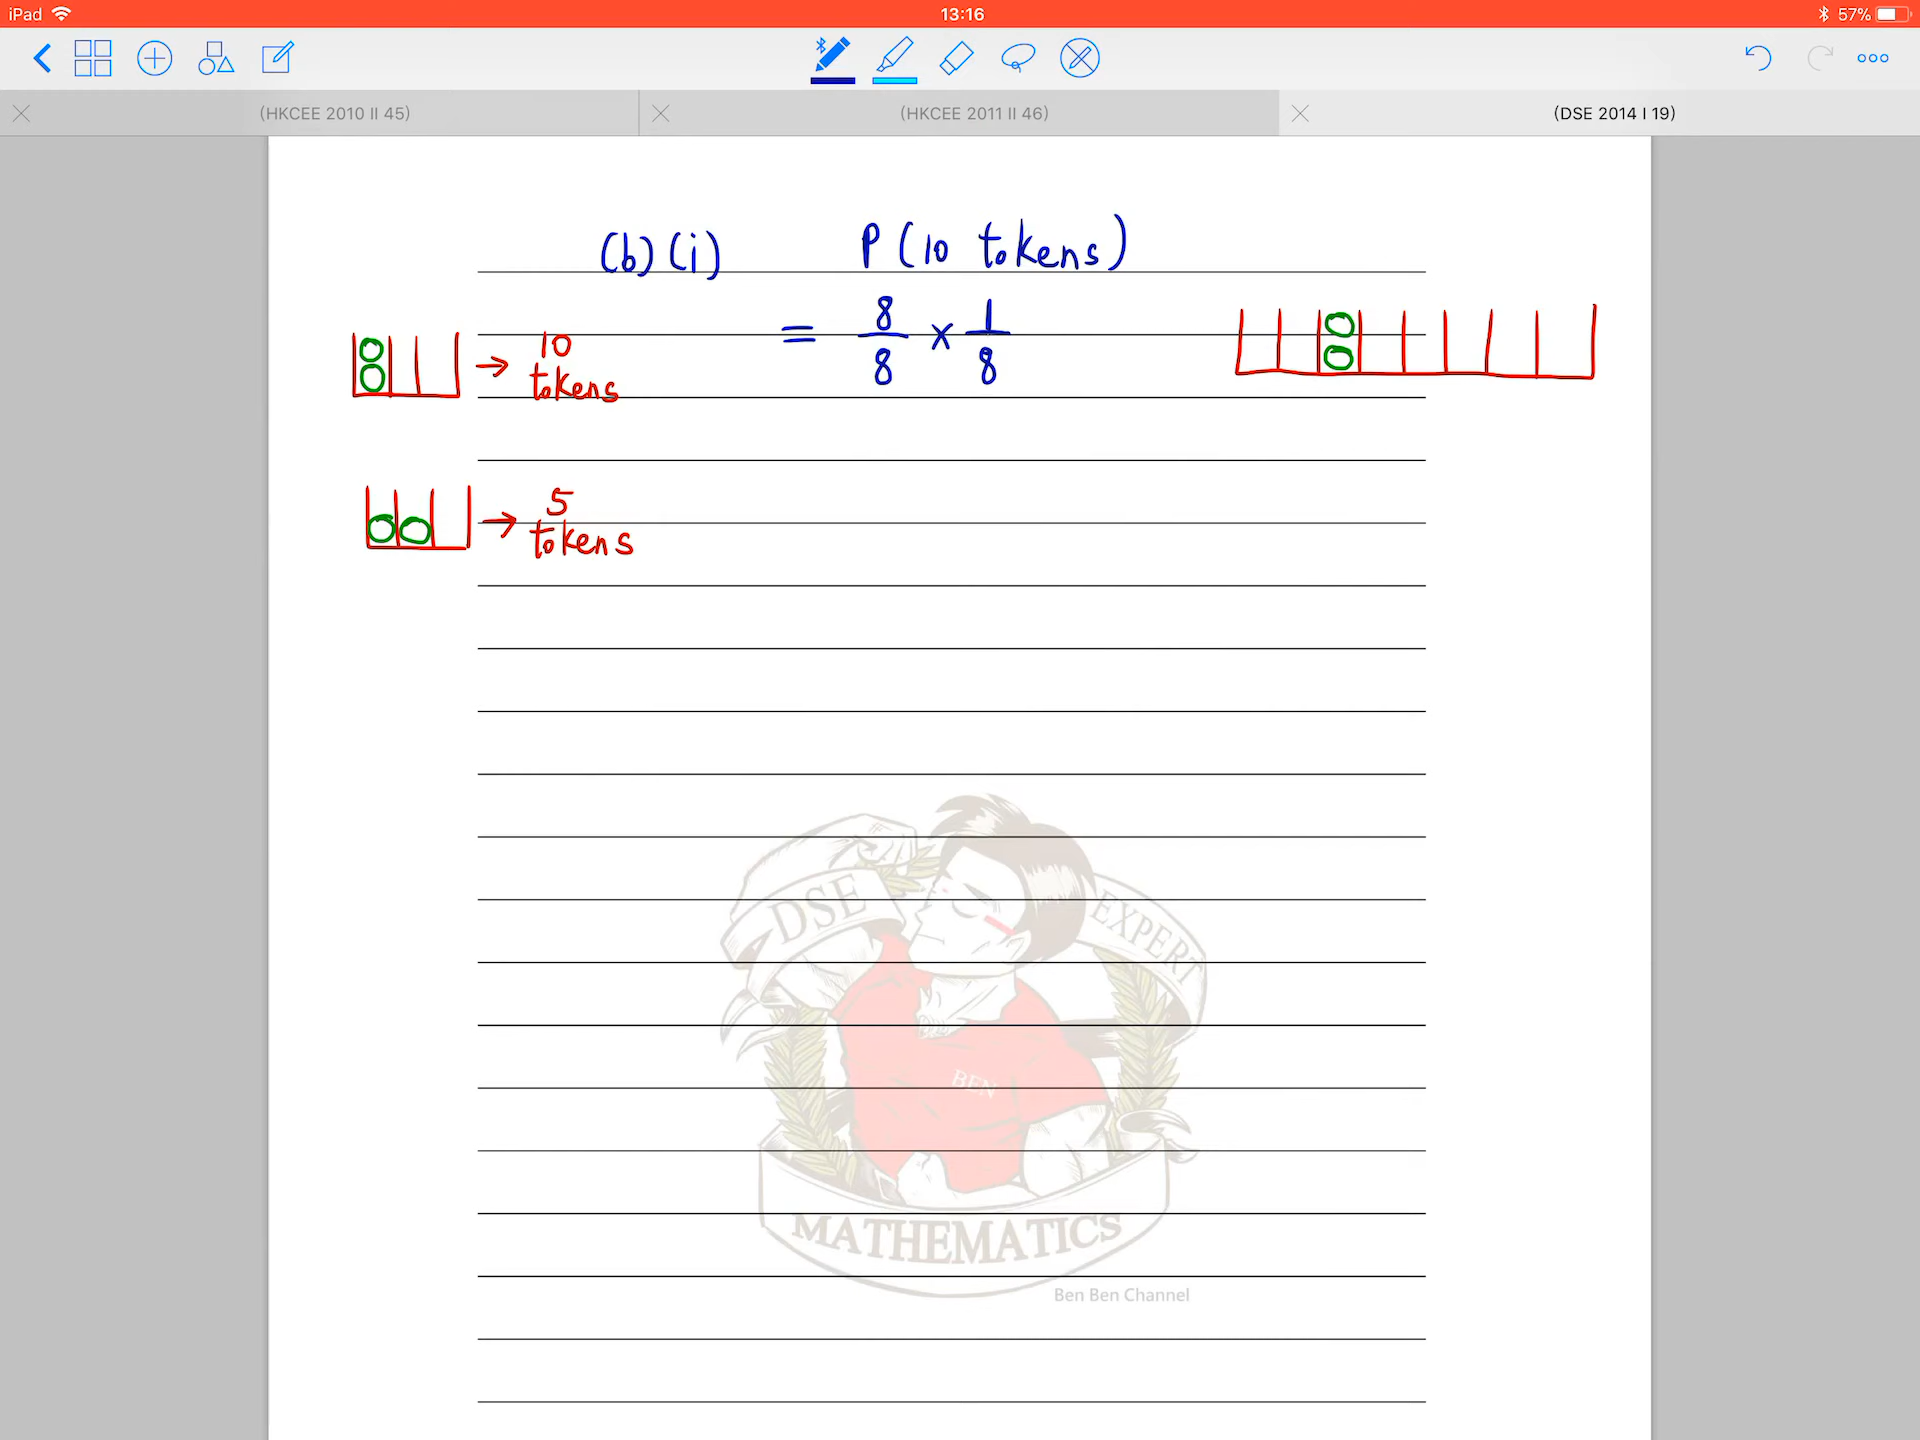 iPad 13:16 57%
(HKCEE 2010 II 45) (HKCEE 2011 II 46) (DSE 2014 I 19)
(b)(i) P(10 tokens)
= 8/8 × 1/8
→ 10 tokens
→ 5 tokens
DSE EXPERT
BEN
MATHEMATICS
Ben Ben Channel